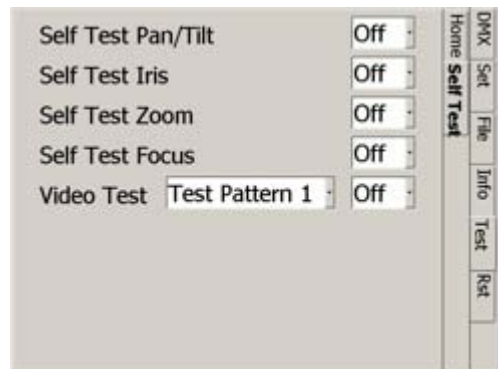 Self Test Pan/Tilt Off
Self Test Iris Off
Self Test Zoom Off
Self Test Focus Off
Video Test Test Pattern 1 Off
Home Self Test
DMX Set File Info Test Rst